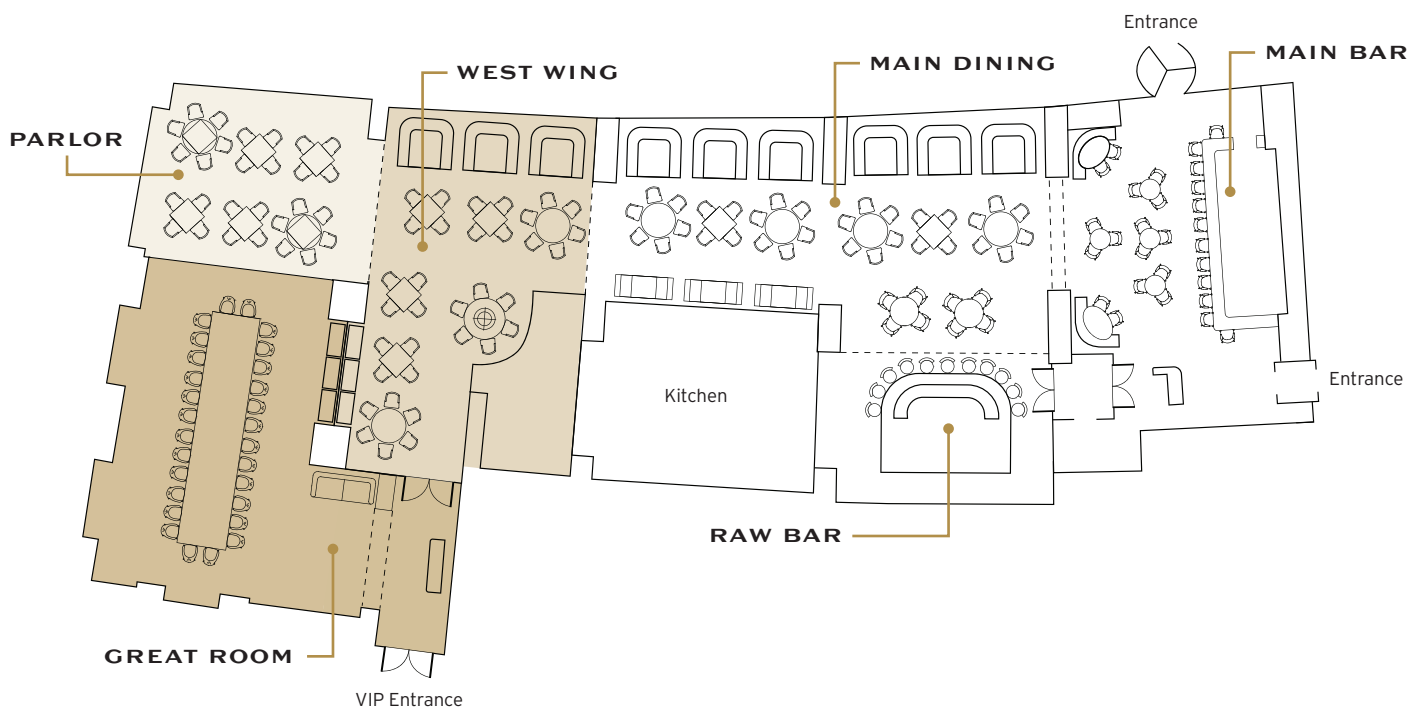 Entrance
MAIN BAR
MAIN DINING
WEST WING
PARLOR
Entrance
Kitchen
RAW BAR
GREAT ROOM
VIP Entrance